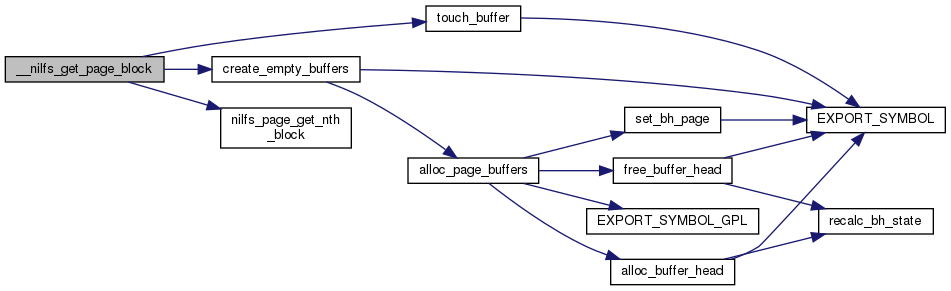 touch_buffer
__nilfs_get_page_block
create_empty_buffers
nilfs_page_get_nth
_block
set_bh_page
EXPORT_SYMBOL
alloc_page_buffers
free_buffer_head
EXPORT_SYMBOL_GPL
recalc_bh_state
alloc_buffer_head